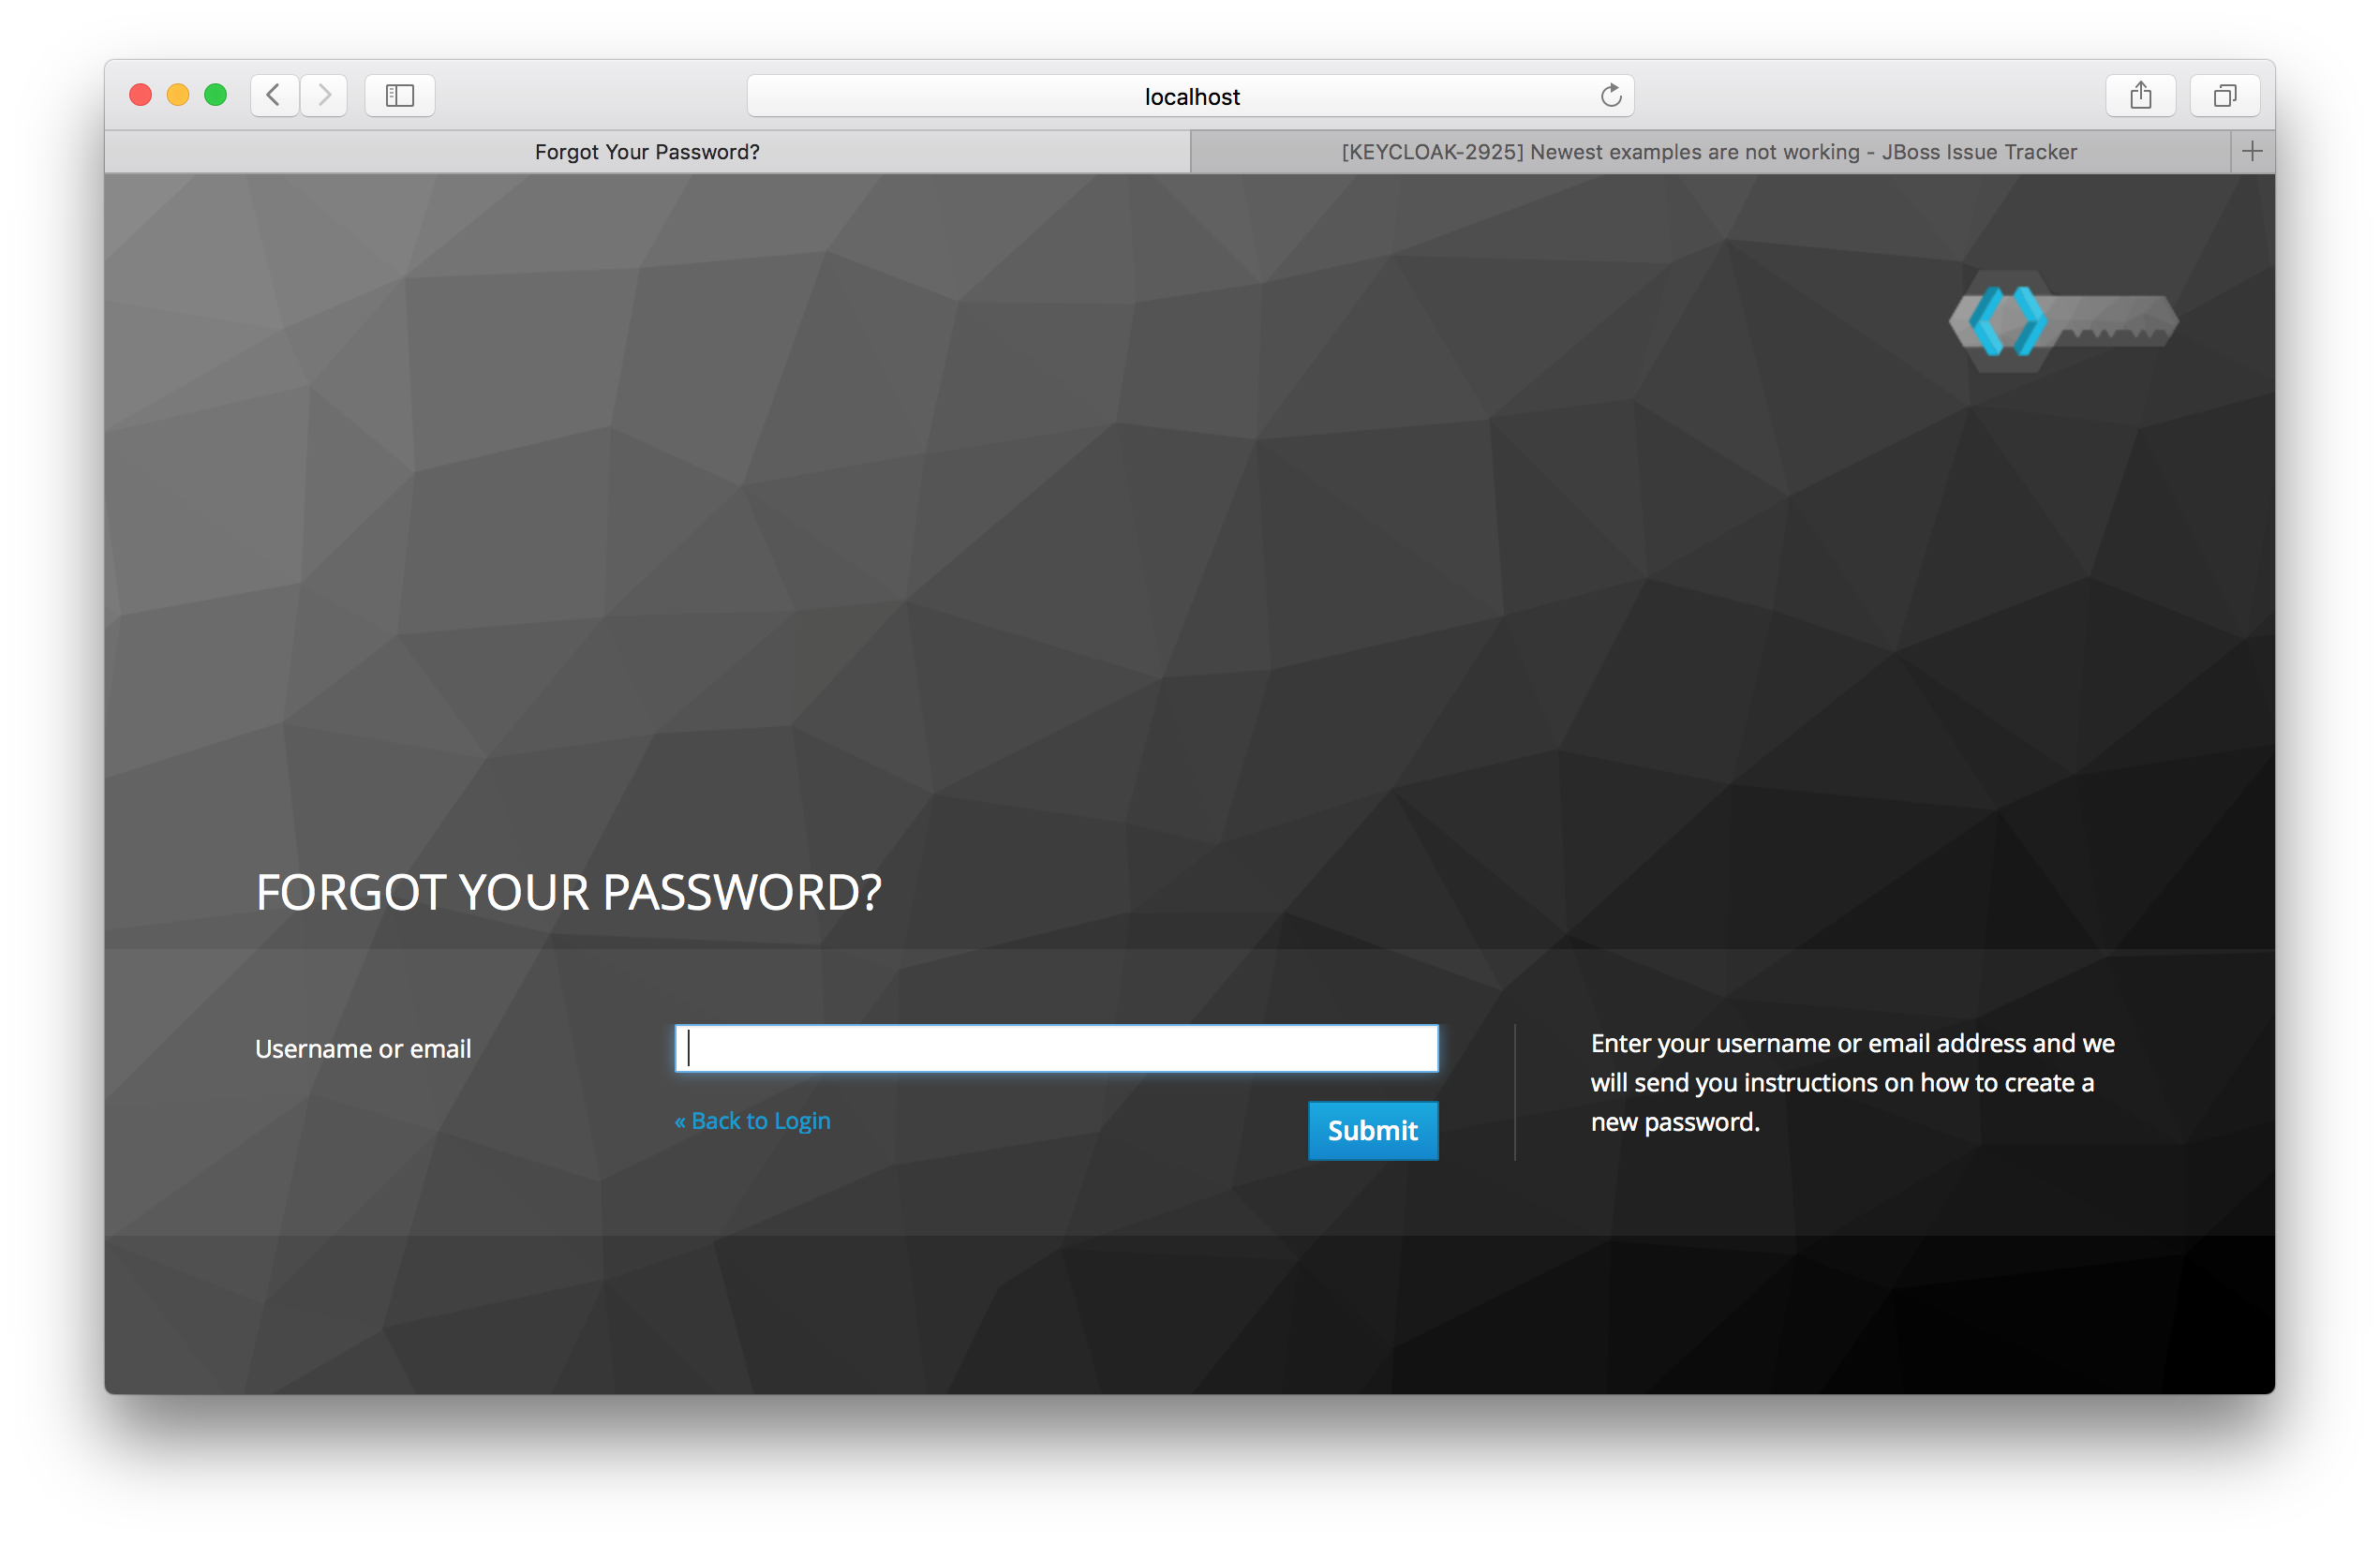 localhost
Forgot Your Password?
[KEYCLOAK-2925] Newest examples are not working - JBoss Issue Tracker
FORGOT YOUR PASSWORD?
Username or email
« Back to Login
Submit
Enter your username or email address and we
will send you instructions on how to create a
new password.